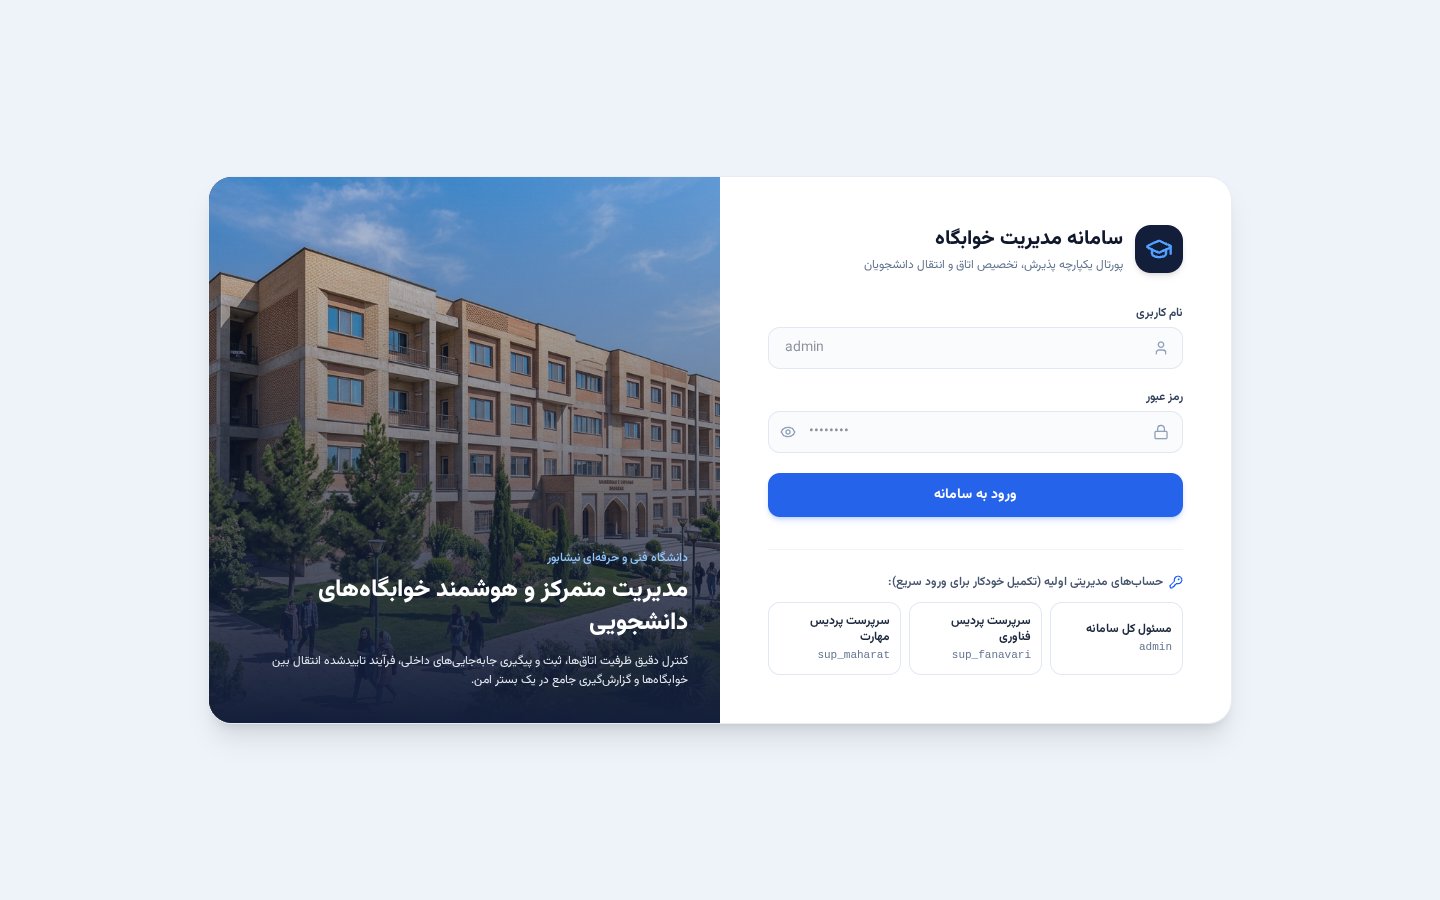 سامانه مدیریت خوابگاه
پورتال یکپارچه پذیرش، تخصیص اتاق و انتقال دانشجویان
نام کاربری
admin
رمز عبور
••••••••
ورود به سامانه
حساب‌های مدیریتی اولیه (تکمیل خودکار برای ورود سریع):
مسئول کل سامانه
admin
سرپرست پردیس
فناوری
sup_fanavari
سرپرست پردیس
مهارت
sup_maharat
دانشگاه فنی و حرفه‌ای نیشابور
مدیریت متمرکز و هوشمند خوابگاه‌های
دانشجویی
کنترل دقیق ظرفیت اتاق‌ها، ثبت و پیگیری جابه‌جایی‌های داخلی، فرآیند تاییدشده انتقال بین
خوابگاه‌ها و گزارش‌گیری جامع در یک بستر امن.